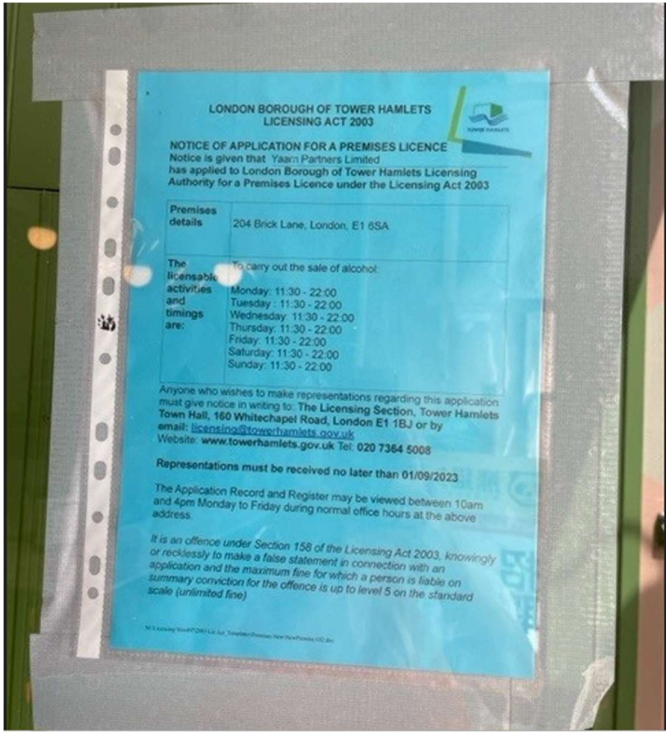 LONDON BOROUGH OF TOWER HAMLETS
LICENSING ACT 2003
TOWER HAMLETS
NOTICE OF APPLICATION FOR A PREMISES LICENCE
Notice is given that Yaam Partners Limited
has applied to London Borough of Tower Hamlets Licensing
Authority for a Premises Licence under the Licensing Act 2003
Premises
details
204 Brick Lane, London, E1 6SA
The
licensable
activities
and
timings
are:
To carry out the sale of alcohol:
Monday: 11:30 - 22:00
Tuesday : 11:30 - 22:00
Wednesday: 11:30 - 22:00
Thursday: 11:30 - 22:00
Friday: 11:30 - 22:00
Saturday: 11:30 - 22:00
Sunday: 11:30 - 22:00
Anyone who wishes to make representations regarding this application
must give notice in writing to: The Licensing Section, Tower Hamlets
Town Hall, 160 Whitechapel Road, London E1 1BJ or by
email: licensing@towerhamlets.gov.uk
Website: www.towerhamlets.gov.uk Tel: 020 7364 5008
Representations must be received no later than 01/09/2023
The Application Record and Register may be viewed between 10am
and 4pm Monday to Friday during normal office hours at the above
address.
It is an offence under Section 158 of the Licensing Act 2003, knowingly
or recklessly to make a false statement in connection with an
application and the maximum fine for which a person is liable on
summary conviction for the offence is up to level 5 on the standard
scale (unlimited fine)